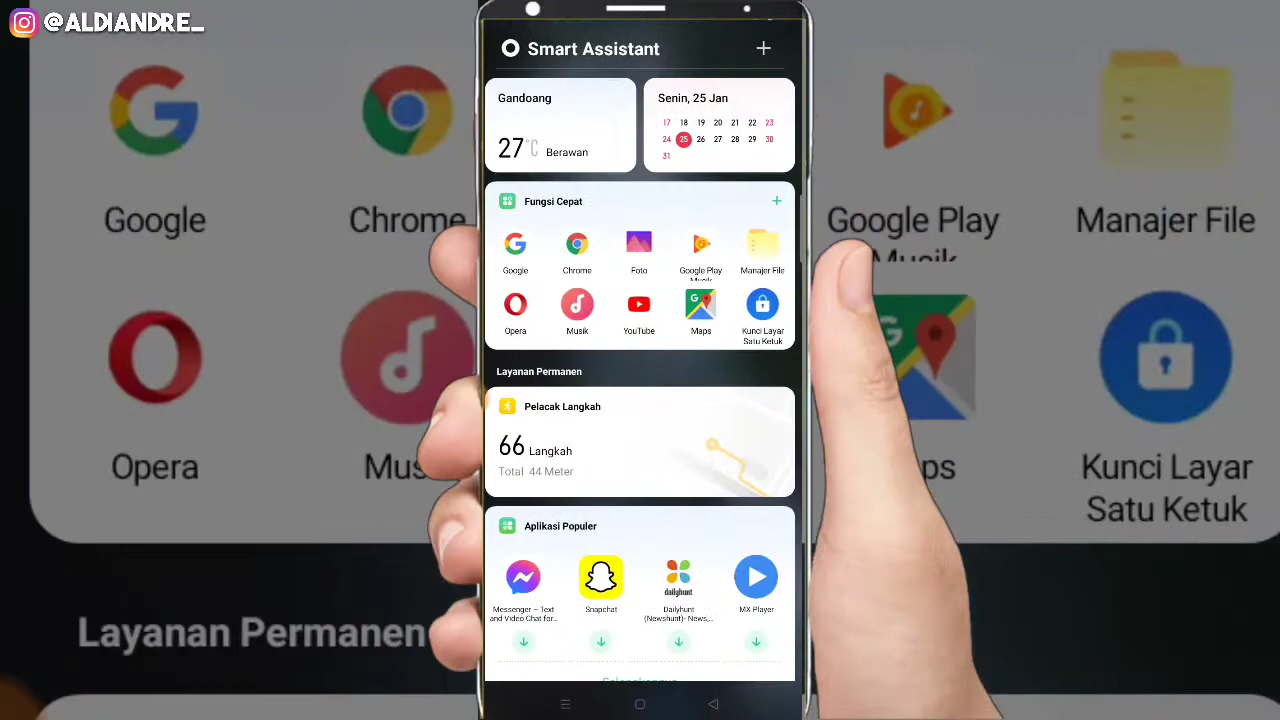 @ALDIANDRE_
Smart Assistant
Gandoang
27°C Berawan
Senin, 25 Jan
17 18 19 20 21 22 23
24 25 26 27 28 29 30
31
Fungsi Cepat
Google Chrome Foto Google Play Musik Manajer File
Opera Musik YouTube Maps Kunci Layar Satu Ketuk
Layanan Permanen
Pelacak Langkah
66 Langkah
Total 44 Meter
Aplikasi Populer
dailyhunt
Messenger – Text and Video Chat for...
Snapchat
Dailyhunt (Newshunt)- News,...
MX Player
Google
Chrome
Google Play
Musik
Manajer File
Opera
Kunci Layar
Satu Ketuk
Layanan Permanen